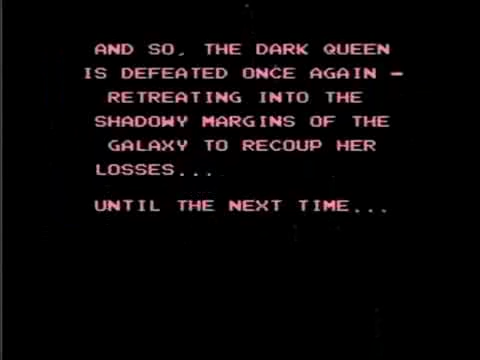 AND SO, THE DARK QUEEN
IS DEFEATED ONCE AGAIN –
RETREATING INTO THE
SHADOWY MARGINS OF THE
GALAXY TO RECOUP HER
LOSSES...
UNTIL THE NEXT TIME...